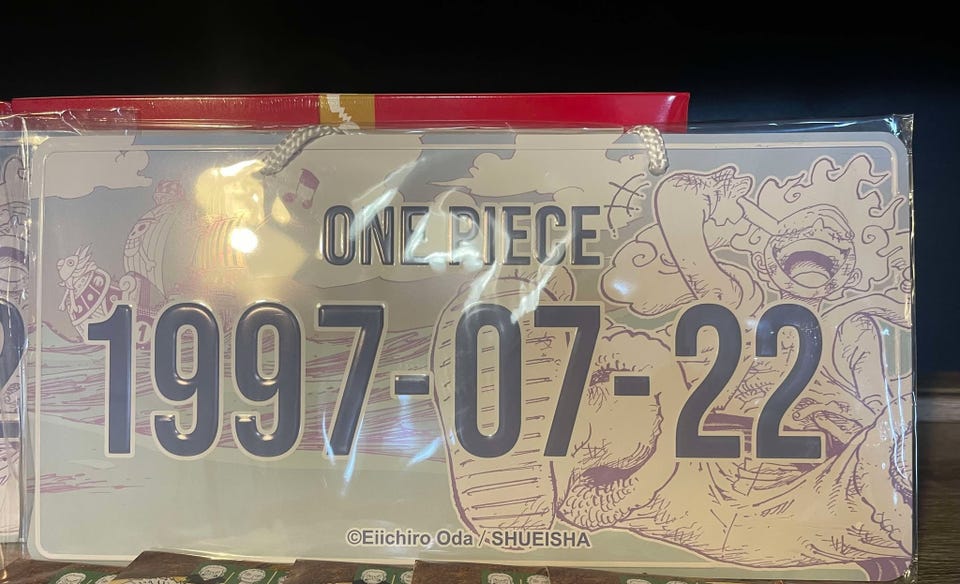 ONE PIECE
1997-07-22
©Eiichiro Oda / SHUEISHA